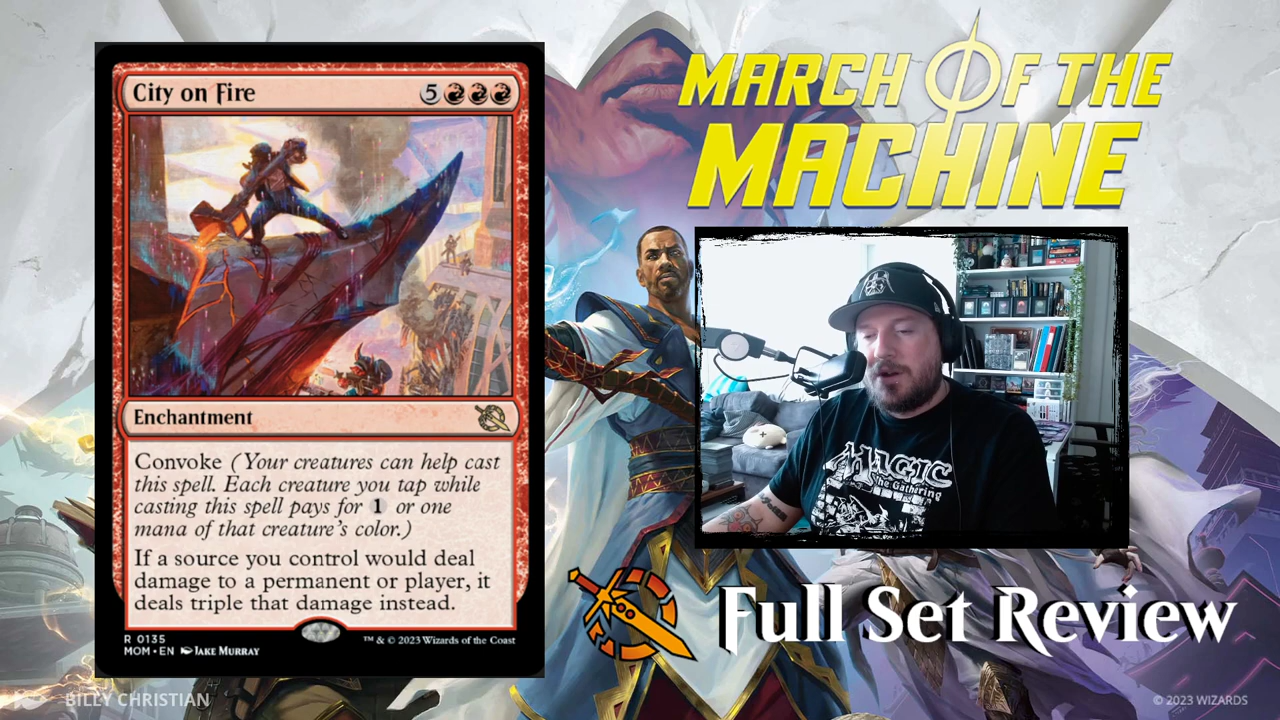 City on Fire 5
Enchantment
Convoke (Your creatures can help cast
this spell. Each creature you tap while
casting this spell pays for 1 or one
mana of that creature's color.)
If a source you control would deal
damage to a permanent or player, it
deals triple that damage instead.
R 0135
MOM • EN JAKE MURRAY
™ & © 2023 Wizards of the Coast
MARCH OF THE
MACHINE
MAGIC
The Gathering
Full Set Review
BILLY CHRISTIAN
© 2023 WIZARDS